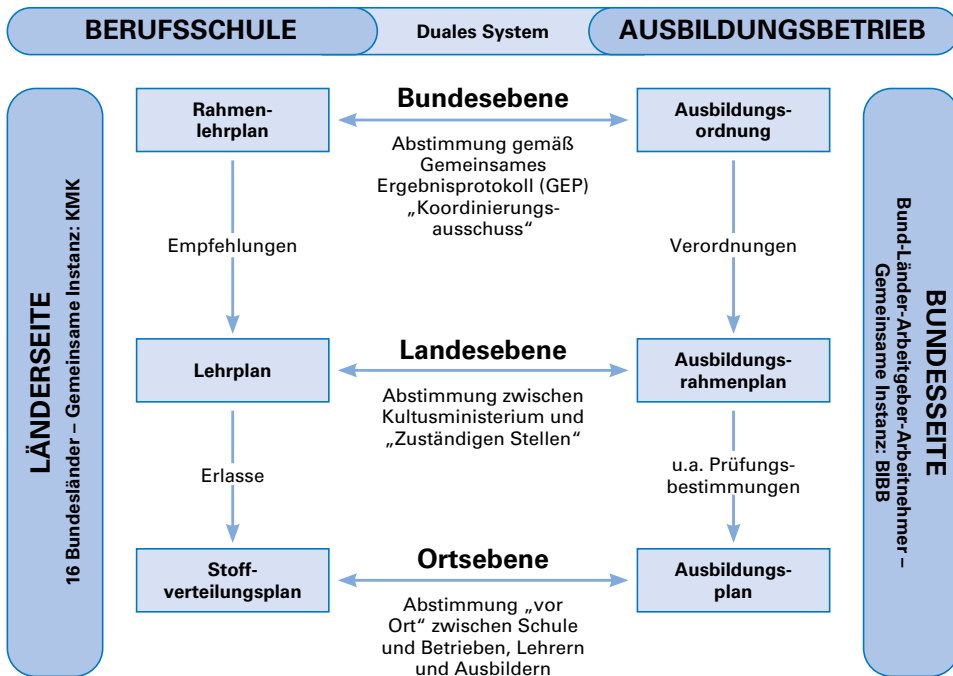 BERUFSSCHULE
Duales System
AUSBILDUNGSBETRIEB
LÄNDERSEITE
16 Bundesländer – Gemeinsame Instanz: KMK
Rahmen-
lehrplan
Bundesebene
Abstimmung gemäß
Gemeinsames
Ergebnisprotokoll (GEP)
„Koordinierungs-
ausschuss“
Ausbildungs-
ordnung
Empfehlungen
Verordnungen
Lehrplan
Landesebene
Abstimmung zwischen
Kultusministerium und
„Zuständigen Stellen“
Ausbildungs-
rahmenplan
Erlasse
u.a. Prüfungs-
bestimmungen
Stoff-
verteilungsplan
Ortsebene
Abstimmung „vor
Ort“ zwischen Schule
und Betrieben, Lehrern
und Ausbildern
Ausbildungs-
plan
BUNDESSEITE
Bund-Länder-Arbeitgeber-Arbeitnehmer –
Gemeinsame Instanz: BIBB